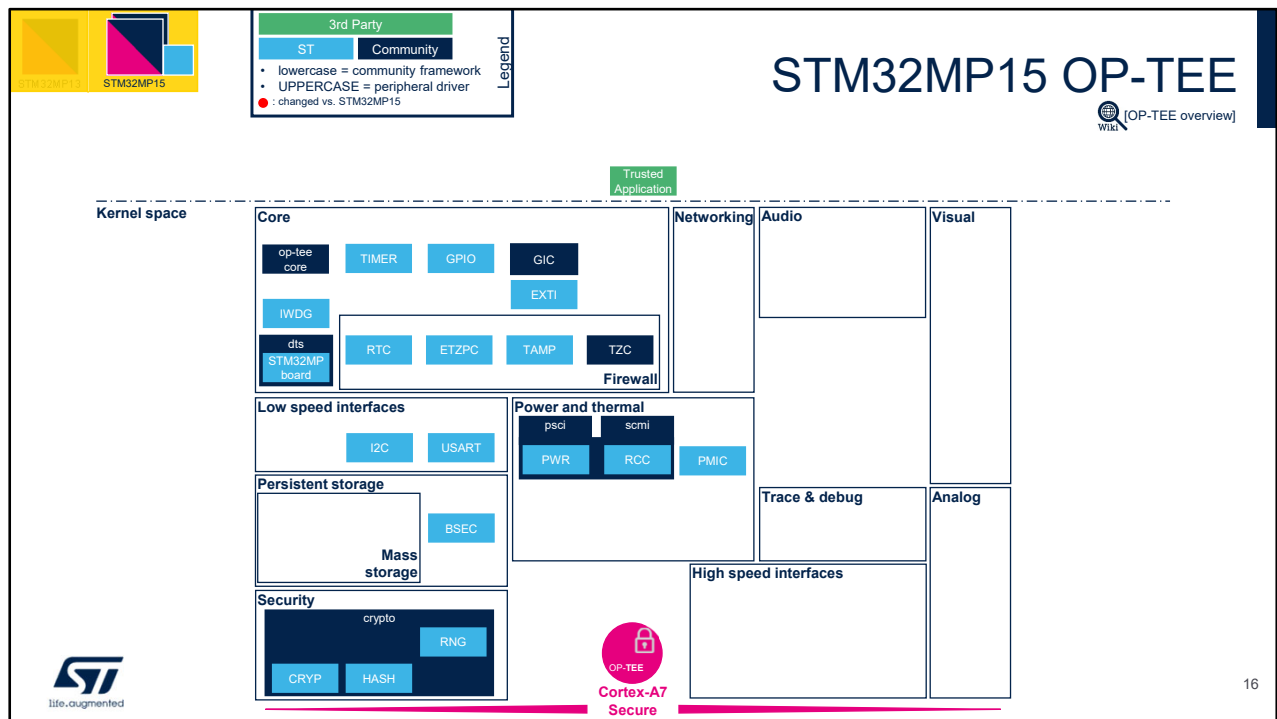 STM32MP13
STM32MP15
3rd Party
ST
Community
• lowercase = community framework
• UPPERCASE = peripheral driver
: changed vs. STM32MP15
Legend
STM32MP15 OP-TEE
Wiki
[OP-TEE overview]
Trusted
Application
Kernel space
Core
op-tee
core
TIMER
GPIO
GIC
EXTI
IWDG
dts
STM32MP
board
RTC
ETZPC
TAMP
TZC
Firewall
Networking
Audio
Visual
Low speed interfaces
I2C
USART
Power and thermal
psci
scmi
PWR
RCC
PMIC
Persistent storage
BSEC
Mass
storage
Trace & debug
Analog
High speed interfaces
Security
crypto
RNG
CRYP
HASH
OP-TEE
Cortex-A7
Secure
ST
life.augmented
16